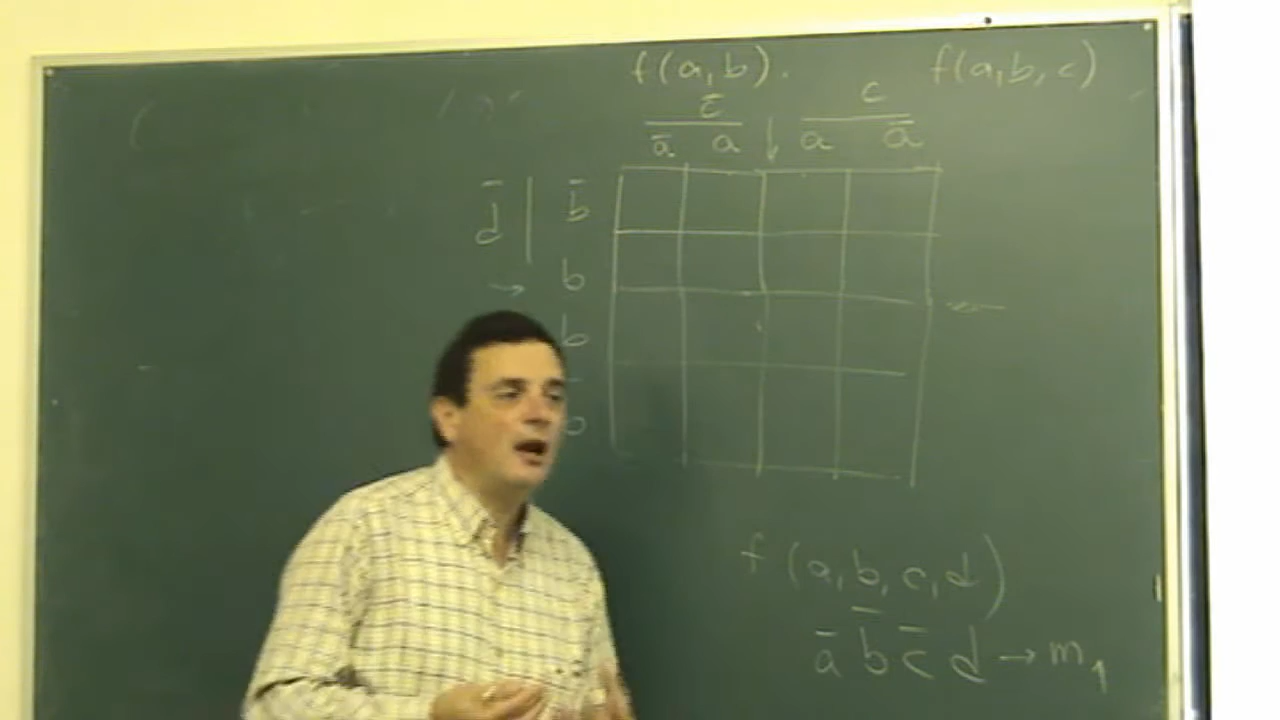 f(a,b). f(a,b,c)
c̄ c
ā a a ā
d̄ b̄
b
b
f(a,b,c,d)
ā b̄ c̄ d → m₁